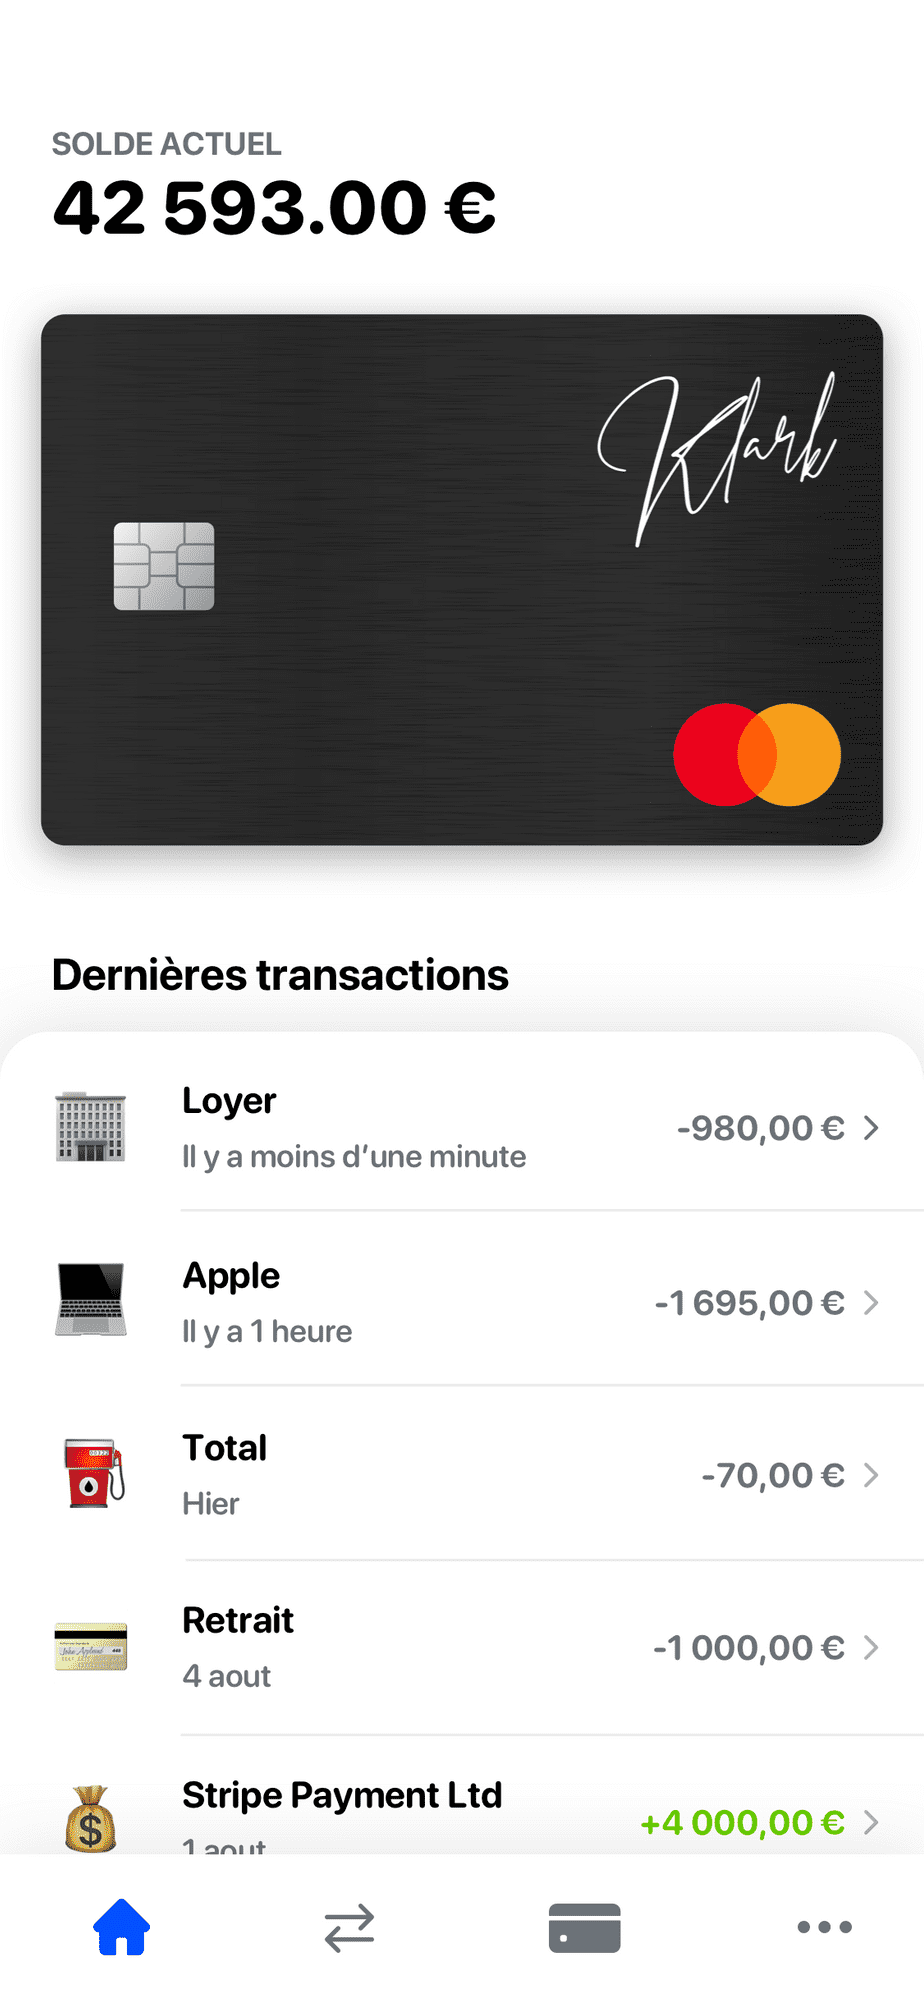 SOLDE ACTUEL
42 593.00 €
Klark
Dernières transactions
Loyer
-980,00 €
Il y a moins d’une minute
Apple
-1 695,00 €
Il y a 1 heure
Total
-70,00 €
Hier
Retrait
-1 000,00 €
4 aout
Stripe Payment Ltd
+4 000,00 €
1 aout